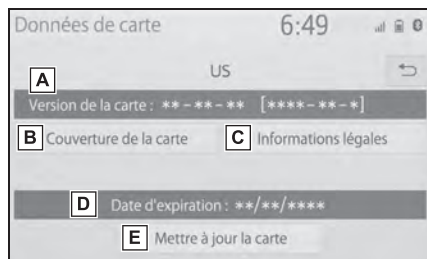 Données de carte 6:49
US
A
Version de la carte : **-**-** [****-**-*]
B Couverture de la carte C Informations légales
D Date d'expiration : **/**/****
E Mettre à jour la carte